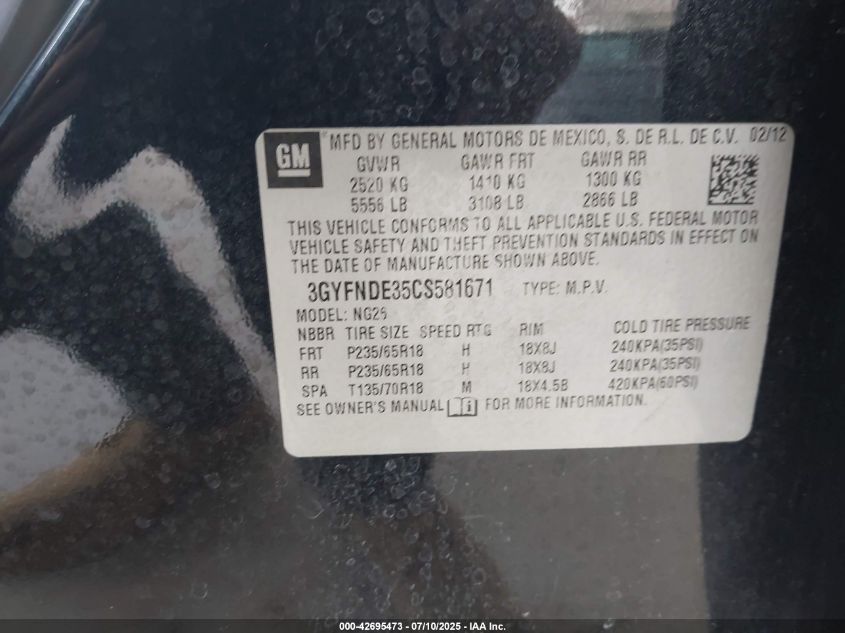 GM MFD BY GENERAL MOTORS DE MEXICO, S. DE R.L. DE C.V. 02/12
GVWR GAWR FRT GAWR RR
2520 KG 1410 KG 1300 KG
5556 LB 3108 LB 2866 LB
THIS VEHICLE CONFORMS TO ALL APPLICABLE U.S. FEDERAL MOTOR
VEHICLE SAFETY AND THEFT PREVENTION STANDARDS IN EFFECT ON
THE DATE OF MANUFACTURE SHOWN ABOVE.
3GYFNDE35CS581671 TYPE: M.P.V.
MODEL: NG26
NBBR TIRE SIZE SPEED RTG RIM COLD TIRE PRESSURE
FRT P235/65R18 H 18X8J 240KPA(35PSI)
RR P235/65R18 H 18X8J 240KPA(35PSI)
SPA T135/70R18 M 18X4.5B 420KPA(60PSI)
SEE OWNER'S MANUAL i FOR MORE INFORMATION.
000-42695473 - 07/10/2025 - IAA Inc.